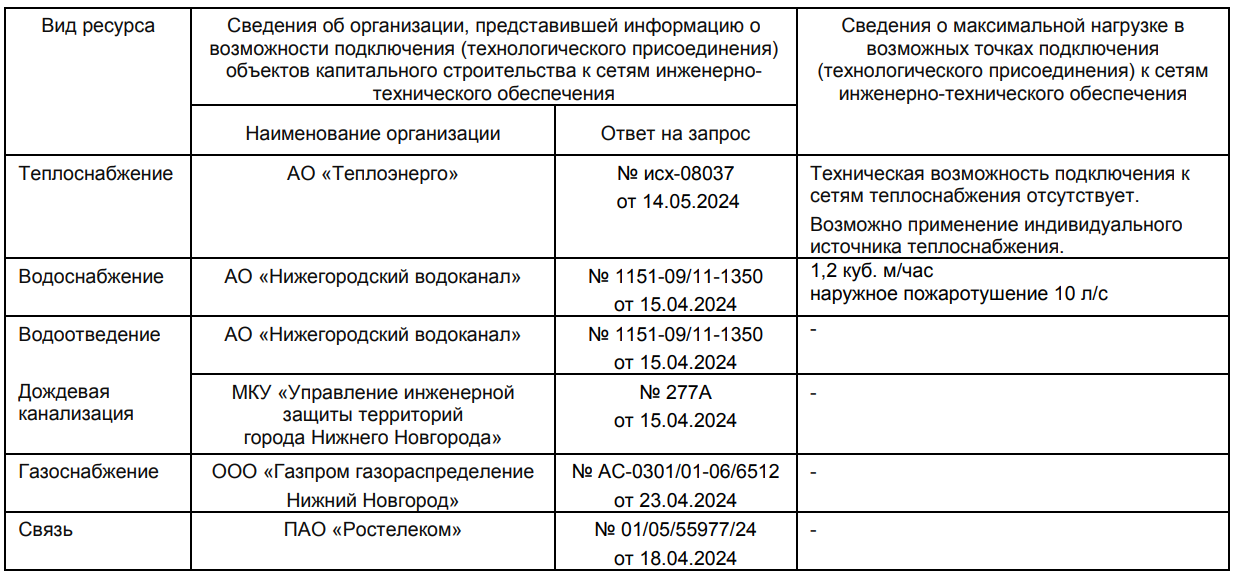 Вид ресурса
Сведения об организации, представившей информацию о
возможности подключения (технологического присоединения)
объектов капитального строительства к сетям инженерно-
технического обеспечения
Сведения о максимальной нагрузке в
возможных точках подключения
(технологического присоединения) к сетям
инженерно-технического обеспечения
Наименование организации
Ответ на запрос
Теплоснабжение
АО «Теплоэнерго»
№ исх-08037
от 14.05.2024
Техническая возможность подключения к
сетям теплоснабжения отсутствует.
Возможно применение индивидуального
источника теплоснабжения.
Водоснабжение
АО «Нижегородский водоканал»
№ 1151-09/11-1350
от 15.04.2024
1,2 куб. м/час
наружное пожаротушение 10 л/с
Водоотведение
АО «Нижегородский водоканал»
№ 1151-09/11-1350
от 15.04.2024
-
Дождевая
канализация
МКУ «Управление инженерной
защиты территорий
города Нижнего Новгорода»
№ 277А
от 15.04.2024
-
Газоснабжение
ООО «Газпром газораспределение
Нижний Новгород»
№ АС-0301/01-06/6512
от 23.04.2024
-
Связь
ПАО «Ростелеком»
№ 01/05/55977/24
от 18.04.2024
-